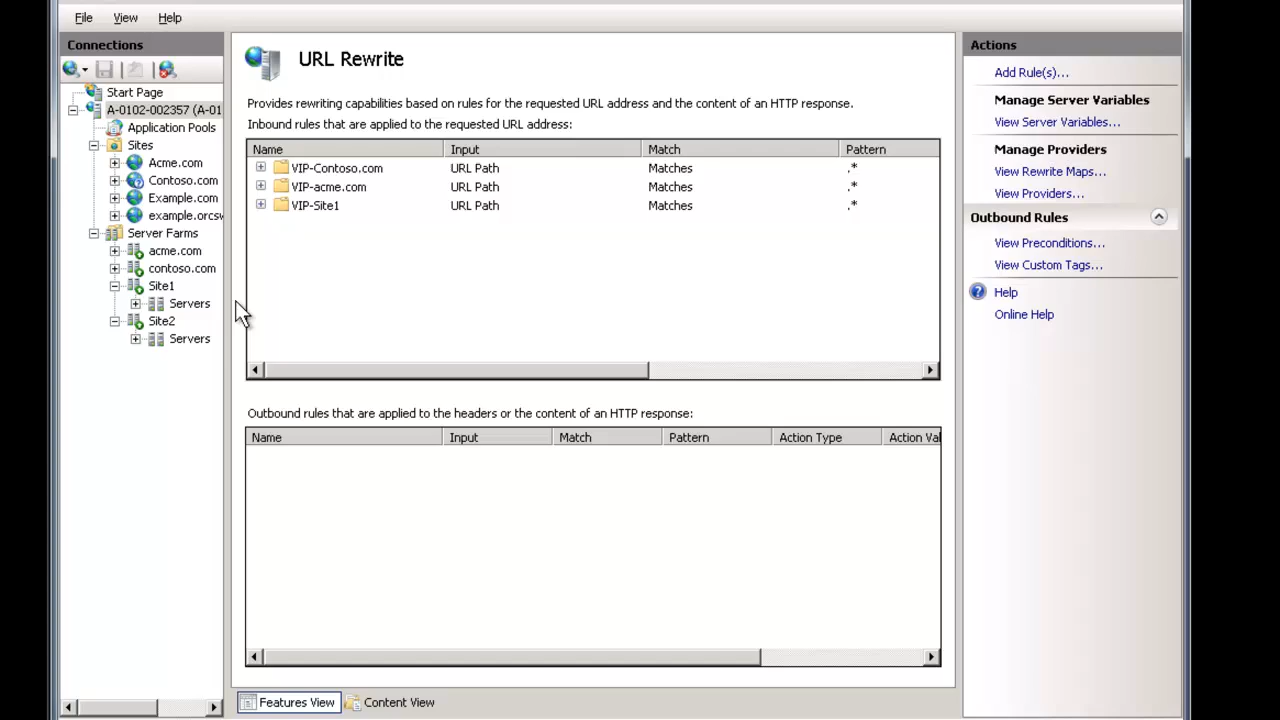 File View Help
Connections
Start Page
A-0102-002357 (A-01
Application Pools
Sites
Acme.com
Contoso.com
Example.com
example.orcsw
Server Farms
acme.com
contoso.com
Site1
Servers
Site2
Servers
URL Rewrite
Provides rewriting capabilities based on rules for the requested URL address and the content of an HTTP response.
Inbound rules that are applied to the requested URL address:
Name Input Match Pattern
VIP-Contoso.com URL Path Matches .*
VIP-acme.com URL Path Matches .*
VIP-Site1 URL Path Matches .*
Outbound rules that are applied to the headers or the content of an HTTP response:
Name Input Match Pattern Action Type Action Val
Features View Content View
Actions
Add Rule(s)...
Manage Server Variables
View Server Variables...
Manage Providers
View Rewrite Maps...
View Providers...
Outbound Rules
View Preconditions...
View Custom Tags...
Help
Online Help